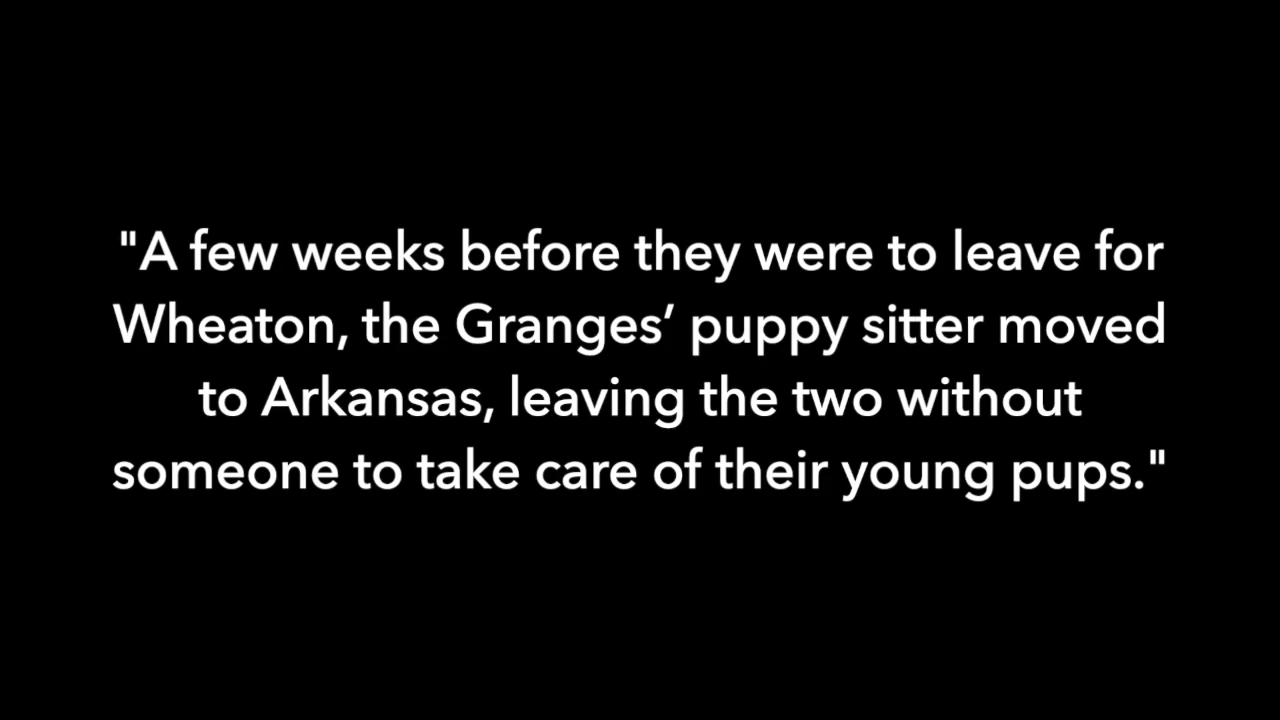 "A few weeks before they were to leave for
Wheaton, the Granges’ puppy sitter moved
to Arkansas, leaving the two without
someone to take care of their young pups."